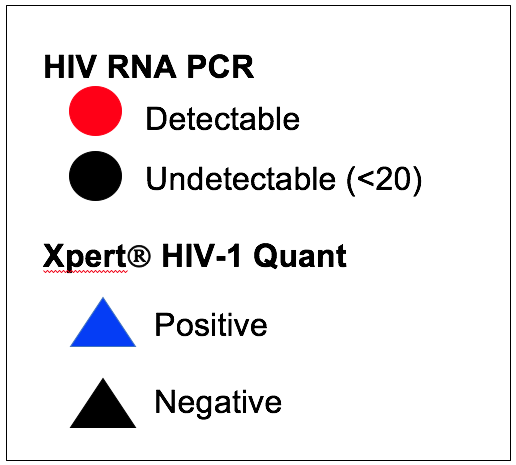 HIV RNA PCR
Detectable
Undetectable (<20)
Xpert® HIV-1 Quant
Positive
Negative